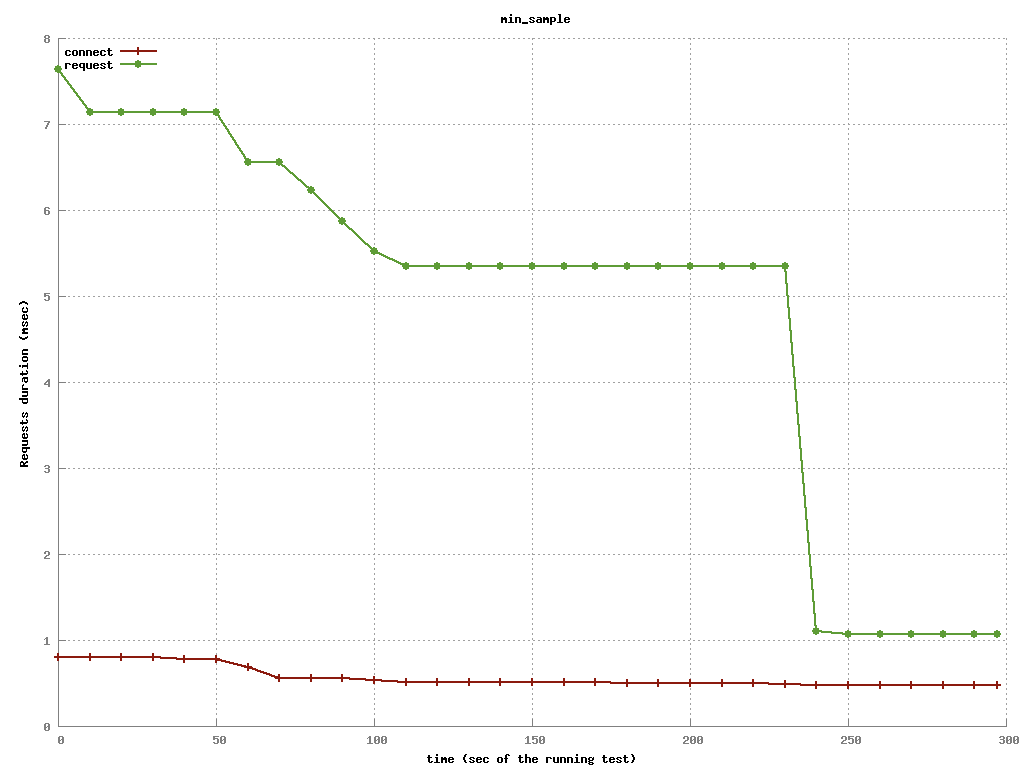 min_sample
connect
request
8
7
6
5
4
3
2
1
0
Requests duration (msec)
0 50 100 150 200 250 300
time (sec of the running test)